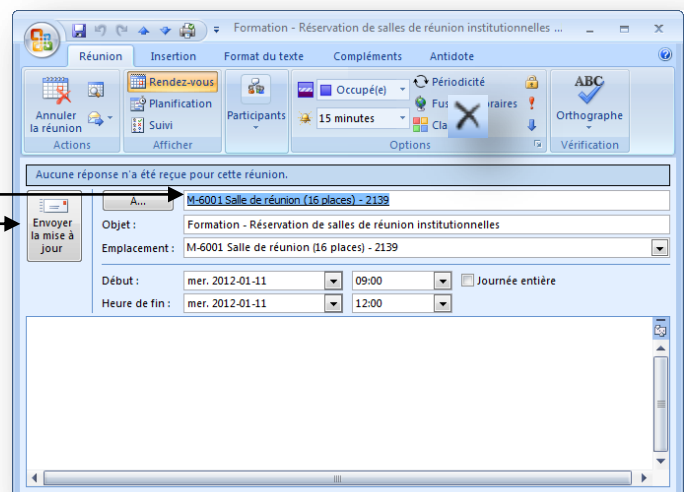 Formation - Réservation de salles de réunion institutionnelles ...
Réunion Insertion Format du texte Compléments Antidote
Annuler la réunion
Actions
Rendez-vous
Planification
Suivi
Afficher
Participants
Occupé(e)
15 minutes
Périodicité
Fus oraires
Cla
Options
ABC
Orthographe
Vérification
Aucune réponse n'a été reçue pour cette réunion.
Envoyer la mise à jour
À... M-6001 Salle de réunion (16 places) - 2139
Objet : Formation - Réservation de salles de réunion institutionnelles
Emplacement : M-6001 Salle de réunion (16 places) - 2139
Début : mer. 2012-01-11 09:00 Journée entière
Heure de fin : mer. 2012-01-11 12:00